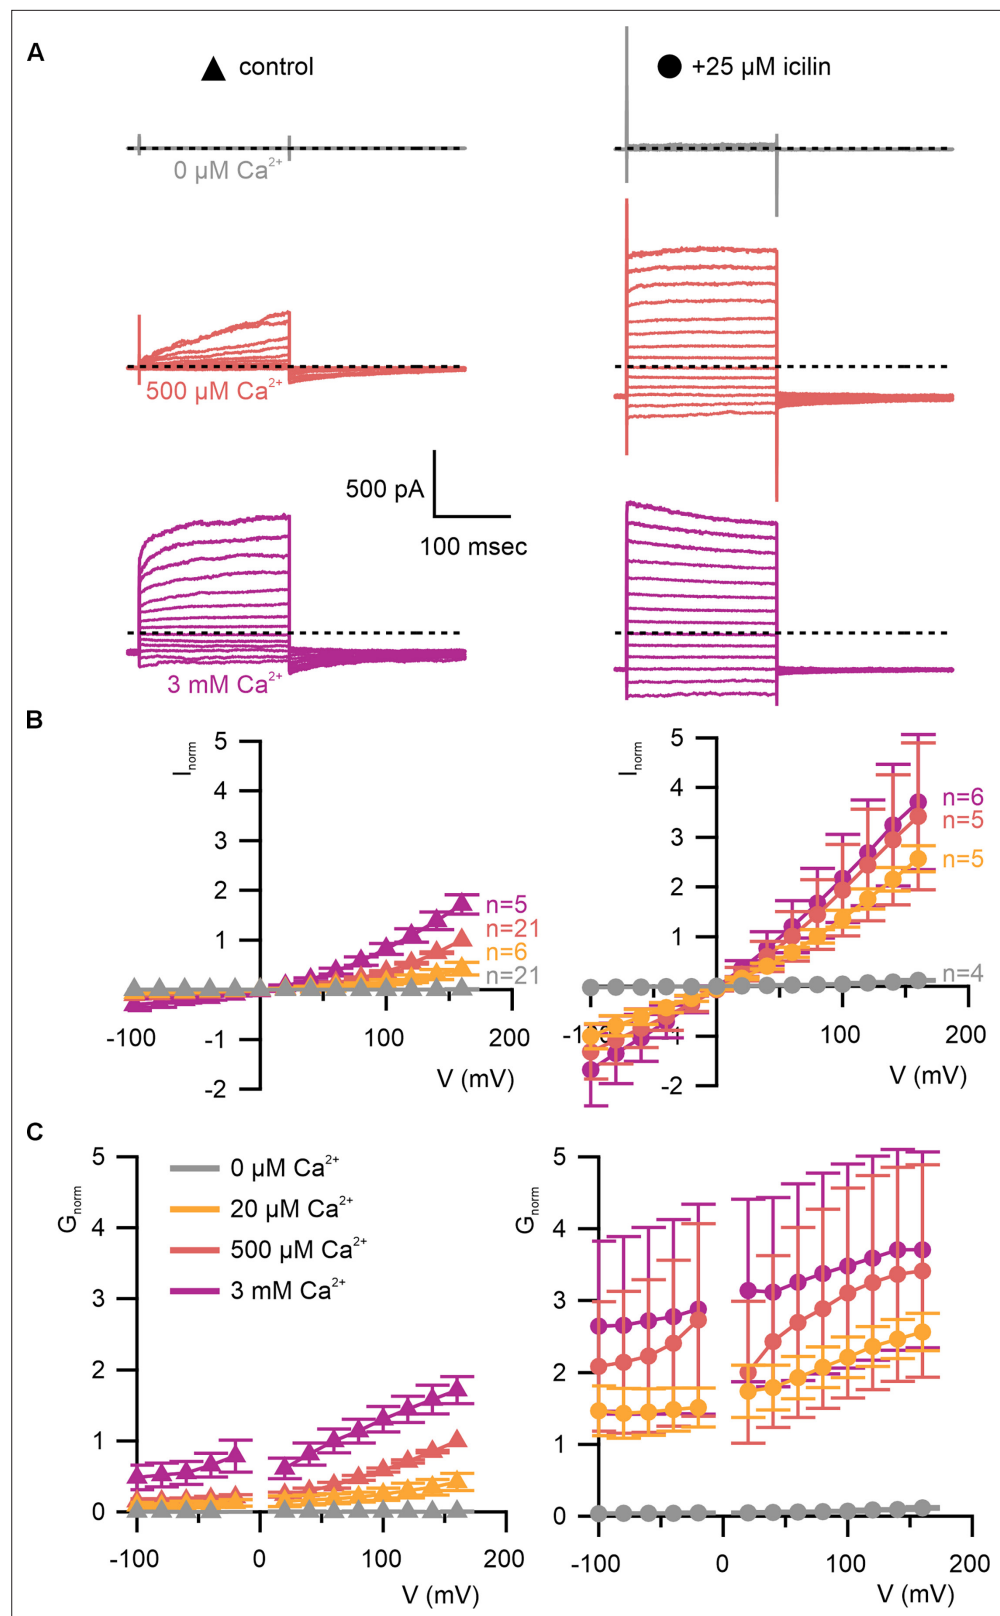 A
control
+25 µM icilin
0 µM Ca2+
500 µM Ca2+
500 pA
100 msec
3 mM Ca2+
B
Inorm
5
4
3
2
1
-1
-2
-100
100
200
V (mV)
n=5
n=21
n=6
n=21
Inorm
5
4
3
2
1
-2
-100
100
200
V (mV)
n=6
n=5
n=5
n=4
C
Gnorm
5
4
3
2
1
0
-100
0
100
200
V (mV)
0 µM Ca2+
20 µM Ca2+
500 µM Ca2+
3 mM Ca2+
Gnorm
5
4
3
2
1
0
-100
0
100
200
V (mV)